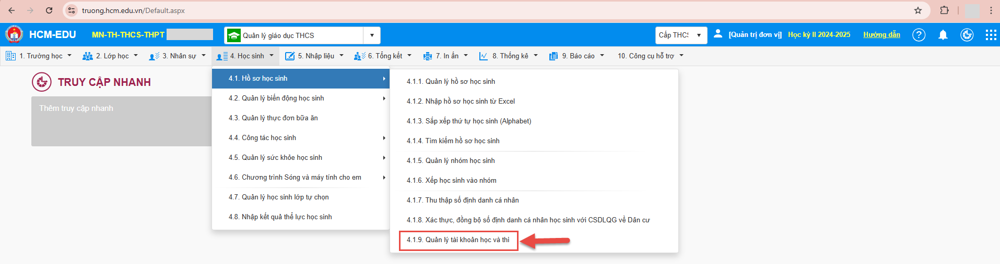 truong.hcm.edu.vn/Default.aspx
HCM-EDU MN-TH-THCS-THPT Quản lý giáo dục THCS Cấp THCS [Quản trị đơn vị] Học kỳ II 2024-2025 Hướng dẫn ?
1. Trường học 2. Lớp học 3. Nhân sự 4. Học sinh 5. Nhập liệu 6. Tổng kết 7. In ấn 8. Thống kê 9. Báo cáo 10. Công cụ hỗ trợ
TRUY CẬP NHANH
Thêm truy cập nhanh
4.1. Hồ sơ học sinh
4.2. Quản lý biến động học sinh
4.3. Quản lý thực đơn bữa ăn
4.4. Công tác học sinh
4.5. Quản lý sức khỏe học sinh
4.6. Chương trình Sóng và máy tính cho em
4.7. Quản lý học sinh lớp tự chọn
4.8. Nhập kết quả thể lực học sinh
4.1.1. Quản lý hồ sơ học sinh
4.1.2. Nhập hồ sơ học sinh từ Excel
4.1.3. Sắp xếp thứ tự học sinh (Alphabet)
4.1.4. Tìm kiếm hồ sơ học sinh
4.1.5. Quản lý nhóm học sinh
4.1.6. Xếp học sinh vào nhóm
4.1.7. Thu thập số định danh cá nhân
4.1.8. Xác thực, đồng bộ số định danh cá nhân học sinh với CSDLQG về Dân cư
4.1.9. Quản lý tài khoản học và thi